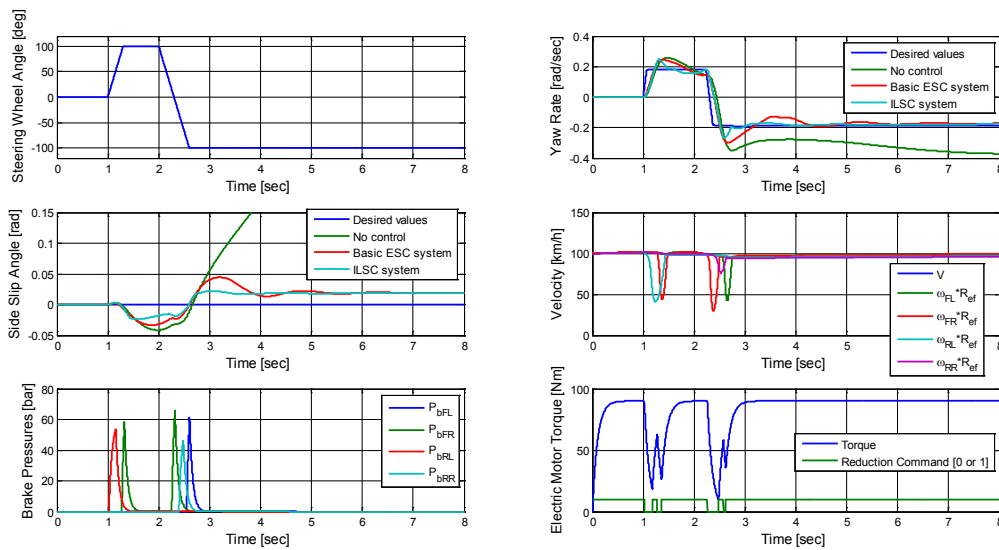 Steering Wheel Angle [deg]
100
50
0
-50
-100
0 1 2 3 4 5 6 7 8
Time [sec]
Yaw Rate [rad/sec]
0.4
0.2
0
-0.2
-0.4
0 1 2 3 4 5 6 7 8
Time [sec]
Desired values
No control
Basic ESC system
ILSC system
Side Slip Angle [rad]
0.15
0.1
0.05
0
-0.05
0 1 2 3 4 5 6 7 8
Time [sec]
Desired values
No control
Basic ESC system
ILSC system
Velocity [km/h]
150
100
50
0
0 1 2 3 4 5 6 7 8
Time [sec]
V
ωFL*Ref
ωFR*Ref
ωRL*Ref
ωRR*Ref
Brake Pressures [bar]
80
60
40
20
0
0 1 2 3 4 5 6 7 8
Time [sec]
PbFL
PbFR
PbRL
PbRR
Electric Motor Torque [Nm]
100
50
0
0 1 2 3 4 5 6 7 8
Time [sec]
Torque
Reduction Command [0 or 1]